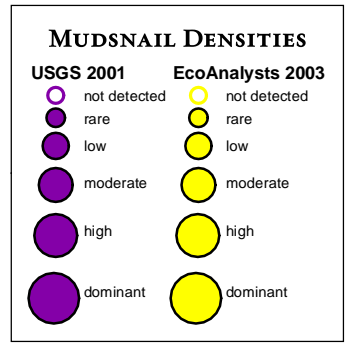 MUDSNAIL DENSITIES
USGS 2001 EcoAnalysts 2003
not detected not detected
rare rare
low low
moderate moderate
high high
dominant dominant